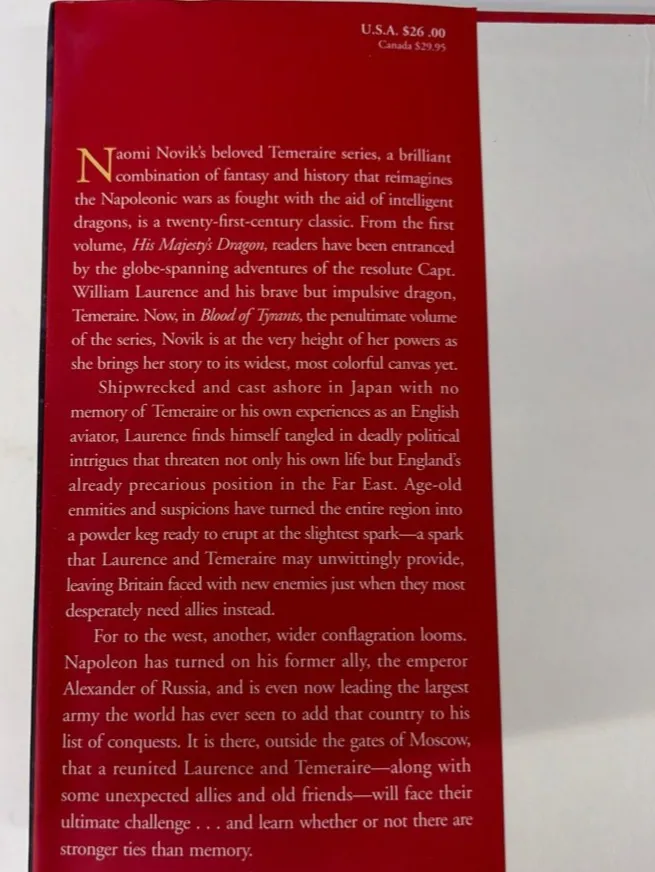 U.S.A. $26 .00
Canada $29.95
Naomi Novik's beloved Temeraire series, a brilliant
combination of fantasy and history that reimagines
the Napoleonic wars as fought with the aid of intelligent
dragons, is a twenty-first-century classic. From the first
volume, His Majesty's Dragon, readers have been entranced
by the globe-spanning adventures of the resolute Capt.
William Laurence and his brave but impulsive dragon,
Temeraire. Now, in Blood of Tyrants, the penultimate volume
of the series, Novik is at the very height of her powers as
she brings her story to its widest, most colorful canvas yet.
Shipwrecked and cast ashore in Japan with no
memory of Temeraire or his own experiences as an English
aviator, Laurence finds himself tangled in deadly political
intrigues that threaten not only his own life but England's
already precarious position in the Far East. Age-old
enmities and suspicions have turned the entire region into
a powder keg ready to erupt at the slightest spark—a spark
that Laurence and Temeraire may unwittingly provide,
leaving Britain faced with new enemies just when they most
desperately need allies instead.
For to the west, another, wider conflagration looms.
Napoleon has turned on his former ally, the emperor
Alexander of Russia, and is even now leading the largest
army the world has ever seen to add that country to his
list of conquests. It is there, outside the gates of Moscow,
that a reunited Laurence and Temeraire—along with
some unexpected allies and old friends—will face their
ultimate challenge . . . and learn whether or not there are
stronger ties than memory.